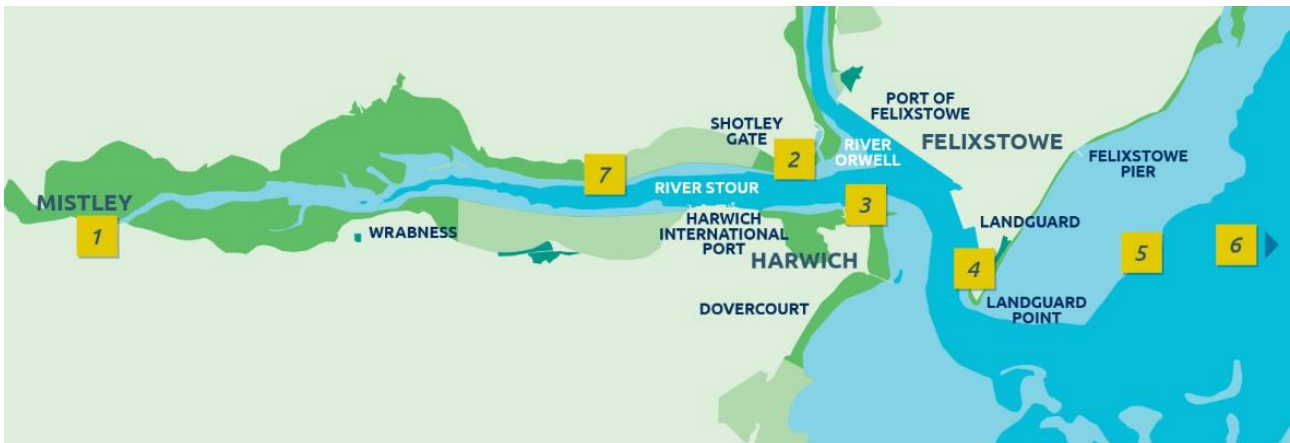 PORT OF
FELIXSTOWE
SHOTLEY
GATE
FELIXSTOWE
2
RIVER
ORWELL
FELIXSTOWE
PIER
7
RIVER STOUR
MISTLEY
3
1
WRABNESS
HARWICH
INTERNATIONAL
PORT
LANDGUARD
HARWICH
4
5
6
DOVERCOURT
LANDGUARD
POINT